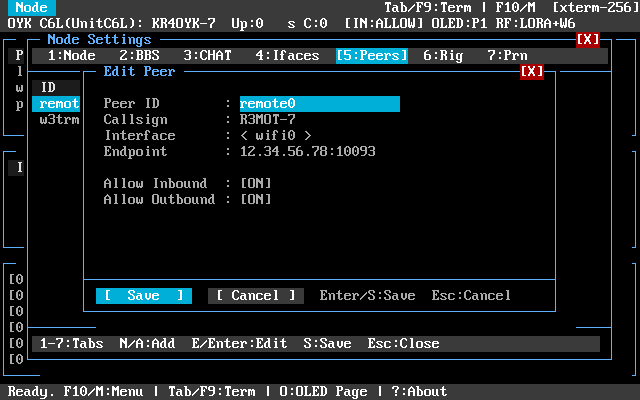 Node Tab/F9:Term | F10/M [xterm-256]
OYK C6L(UnitC6L): KR4OYK-7 Up:0 s C:0 [IN:ALLOW] OLED:P1 RF:LORA+W6
Node Settings [X]
P 1:Node 2:BBS 3:CHAT 4:Ifaces [5:Peers] 6:Rig 7:Prn
l Edit Peer [X]
w ID
p remot Peer ID : remote0
w3trm Callsign : R3MOT-7
Interface : < wifi0 >
Endpoint : 12.34.56.78:10093
I
Allow Inbound : [ON]
Allow Outbound : [ON]
[O
[O [ Save ] [ Cancel ] Enter/S:Save Esc:Cancel
[O
[O
[O 1-7:Tabs N/A:Add E/Enter:Edit S:Save Esc:Close
[O
Ready. F10/M:Menu | Tab/F9:Term | O:OLED Page | ?:About